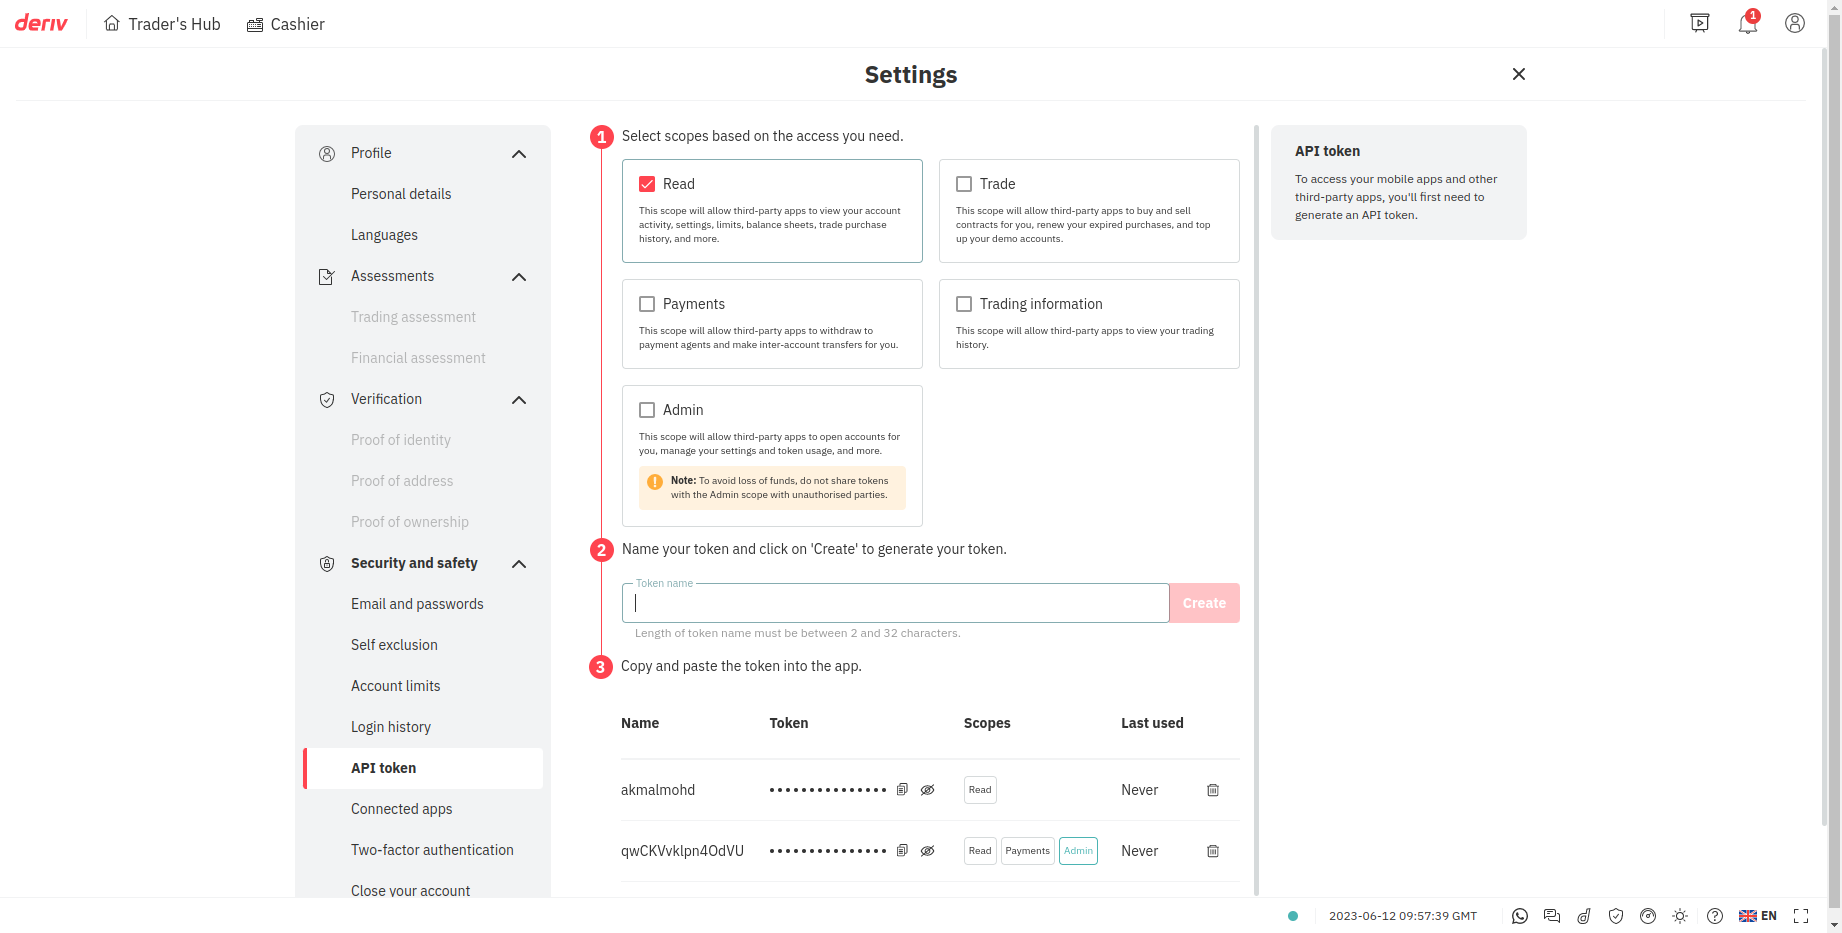 deriv
Trader's Hub
Cashier
1
Settings
Profile
Personal details
Languages
Assessments
Trading assessment
Financial assessment
Verification
Proof of identity
Proof of address
Proof of ownership
Security and safety
Email and passwords
Self exclusion
Account limits
Login history
API token
Connected apps
Two-factor authentication
Close your account
1 Select scopes based on the access you need.
Read
This scope will allow third-party apps to view your account
activity, settings, limits, balance sheets, trade purchase
history, and more.
Trade
This scope will allow third-party apps to buy and sell
contracts for you, renew your expired purchases, and top
up your demo accounts.
Payments
This scope will allow third-party apps to withdraw to
payment agents and make inter-account transfers for you.
Trading information
This scope will allow third-party apps to view your trading
history.
Admin
This scope will allow third-party apps to open accounts for
you, manage your settings and token usage, and more.
Note: To avoid loss of funds, do not share tokens
with the Admin scope with unauthorised parties.
2 Name your token and click on 'Create' to generate your token.
Token name
Create
Length of token name must be between 2 and 32 characters.
3 Copy and paste the token into the app.
Name Token Scopes Last used
akmalmohd ••••••••••••••• Read Never
qwCKVvklpn4OdVU ••••••••••••••• Read Payments Admin Never
API token
To access your mobile apps and other
third-party apps, you'll first need to
generate an API token.
2023-06-12 09:57:39 GMT
EN